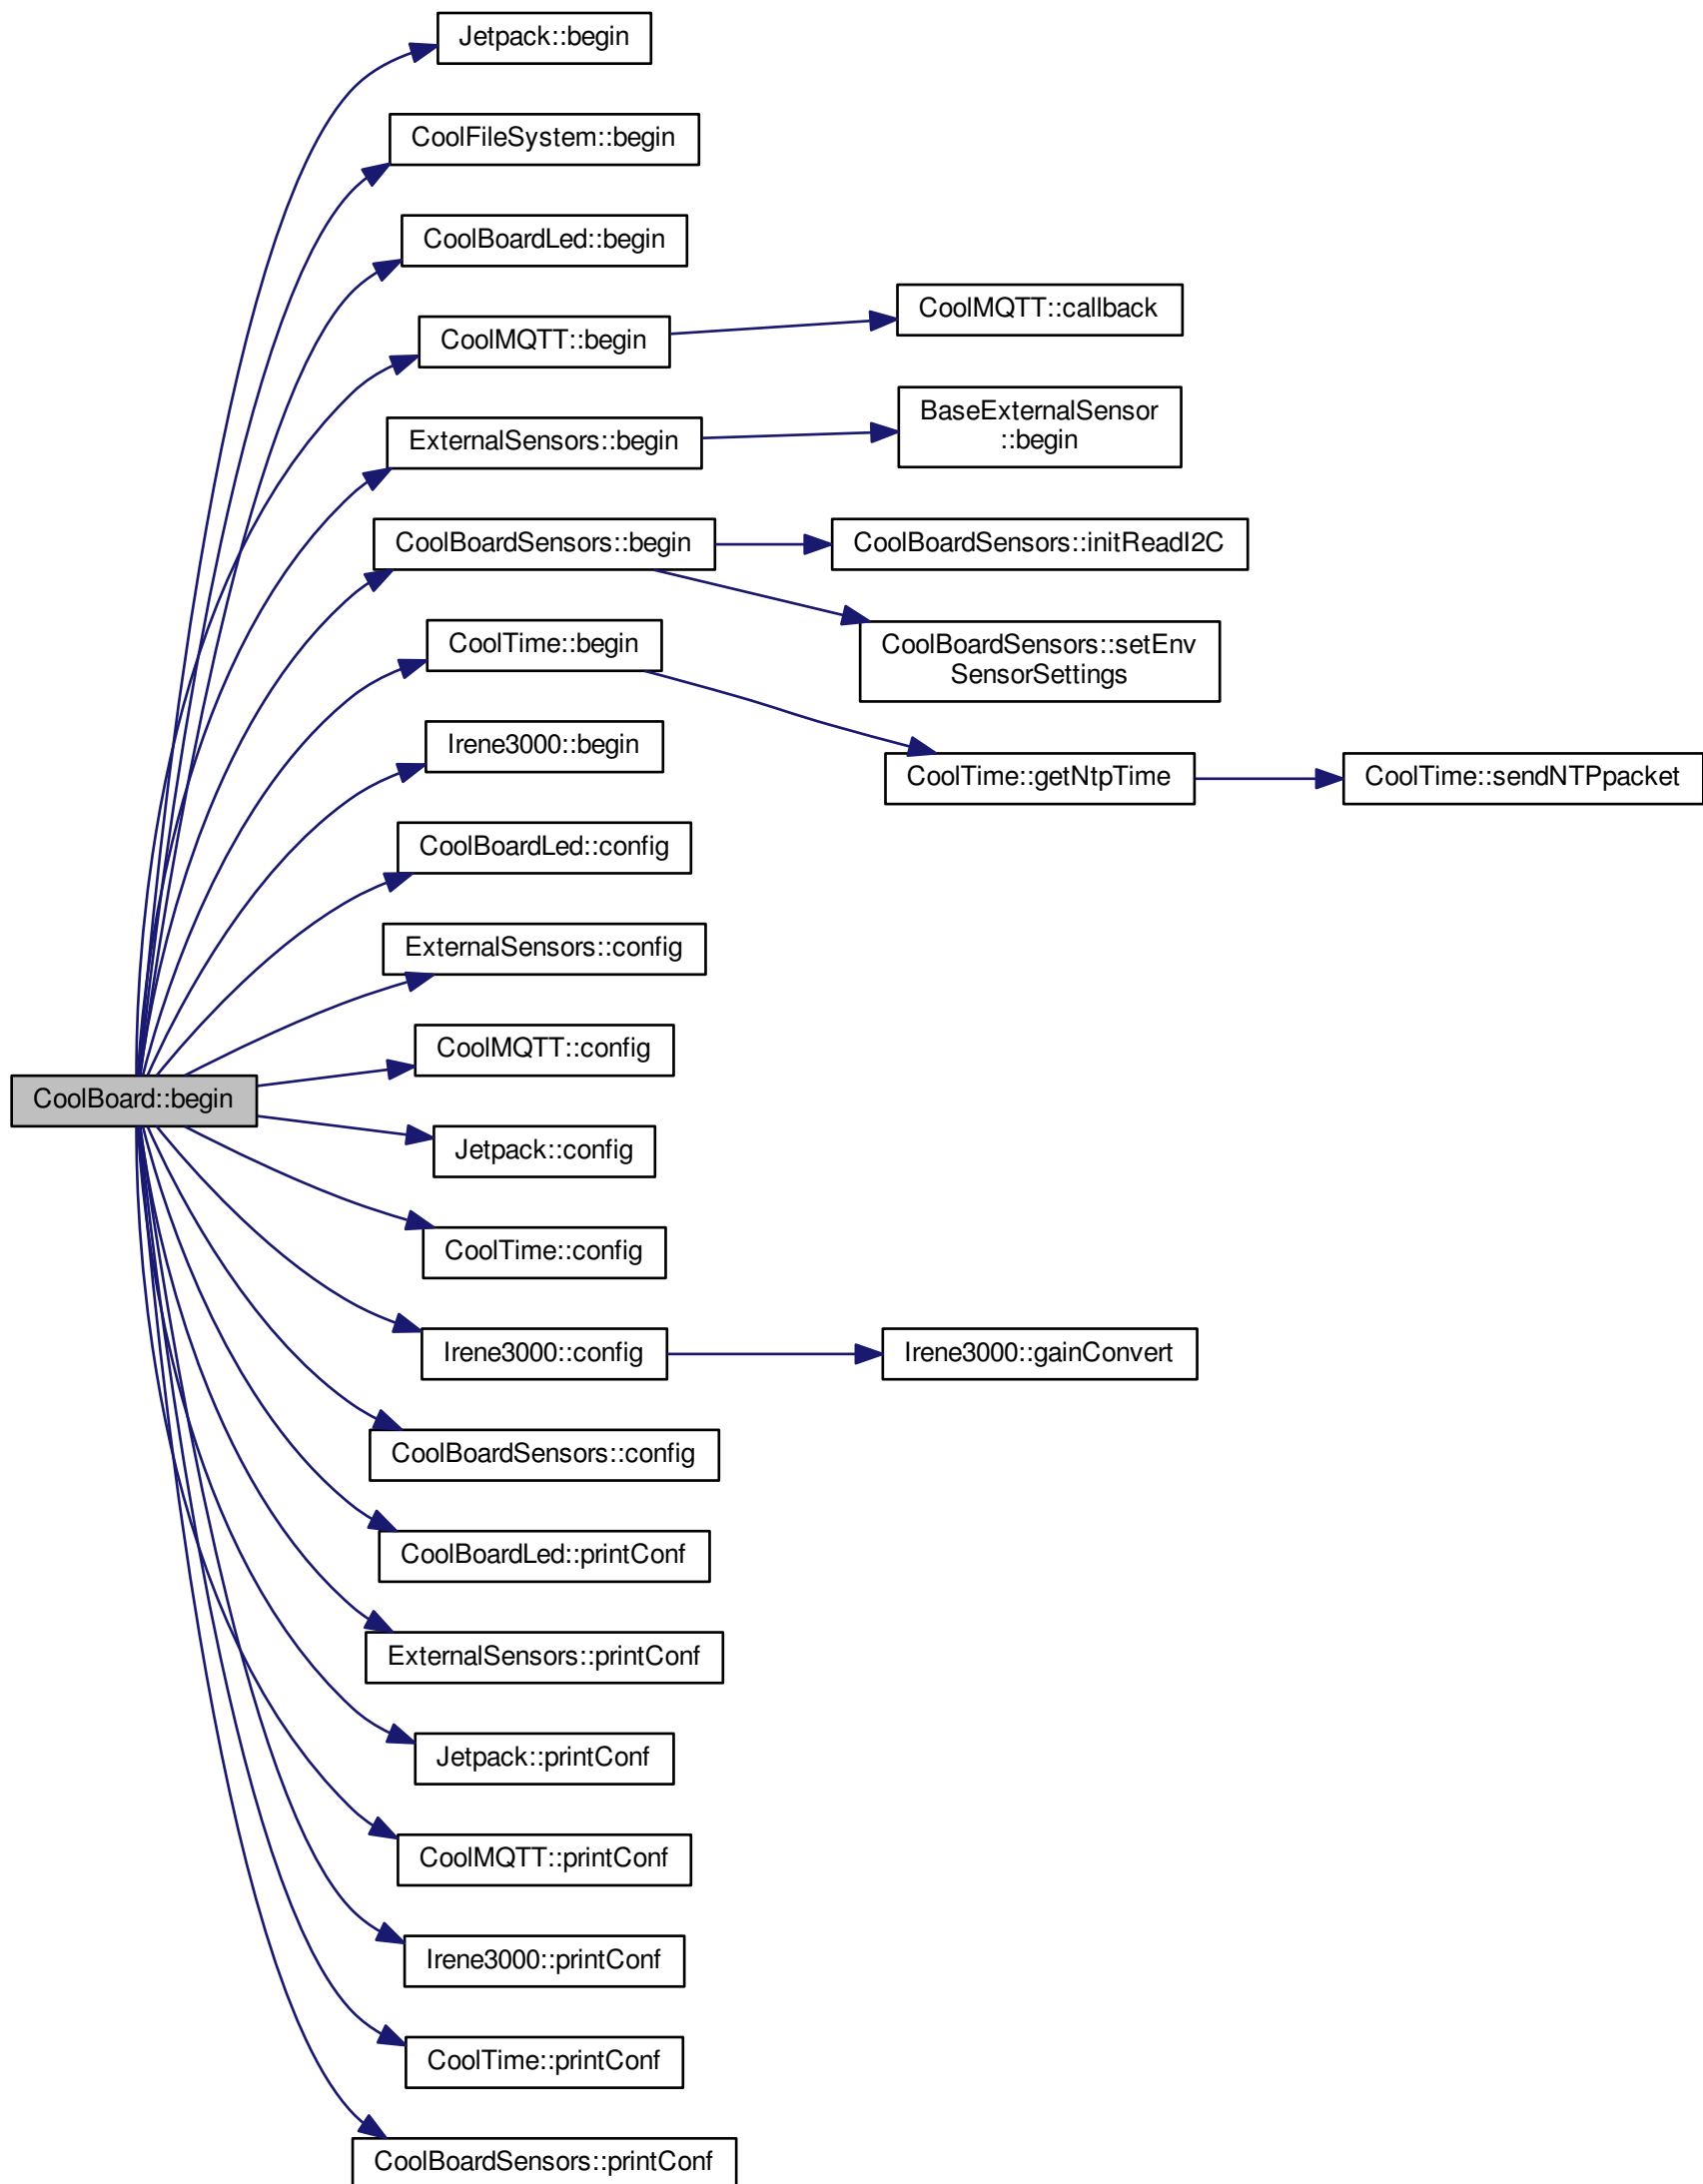 Jetpack::begin
CoolFileSystem::begin
CoolBoardLed::begin
CoolMQTT::begin
CoolMQTT::callback
ExternalSensors::begin
BaseExternalSensor
::begin
CoolBoardSensors::begin
CoolBoardSensors::initReadI2C
CoolBoardSensors::setEnv
SensorSettings
CoolTime::begin
CoolTime::getNtpTime
CoolTime::sendNTPpacket
Irene3000::begin
CoolBoardLed::config
ExternalSensors::config
CoolMQTT::config
CoolBoard::begin
Jetpack::config
CoolTime::config
Irene3000::config
Irene3000::gainConvert
CoolBoardSensors::config
CoolBoardLed::printConf
ExternalSensors::printConf
Jetpack::printConf
CoolMQTT::printConf
Irene3000::printConf
CoolTime::printConf
CoolBoardSensors::printConf